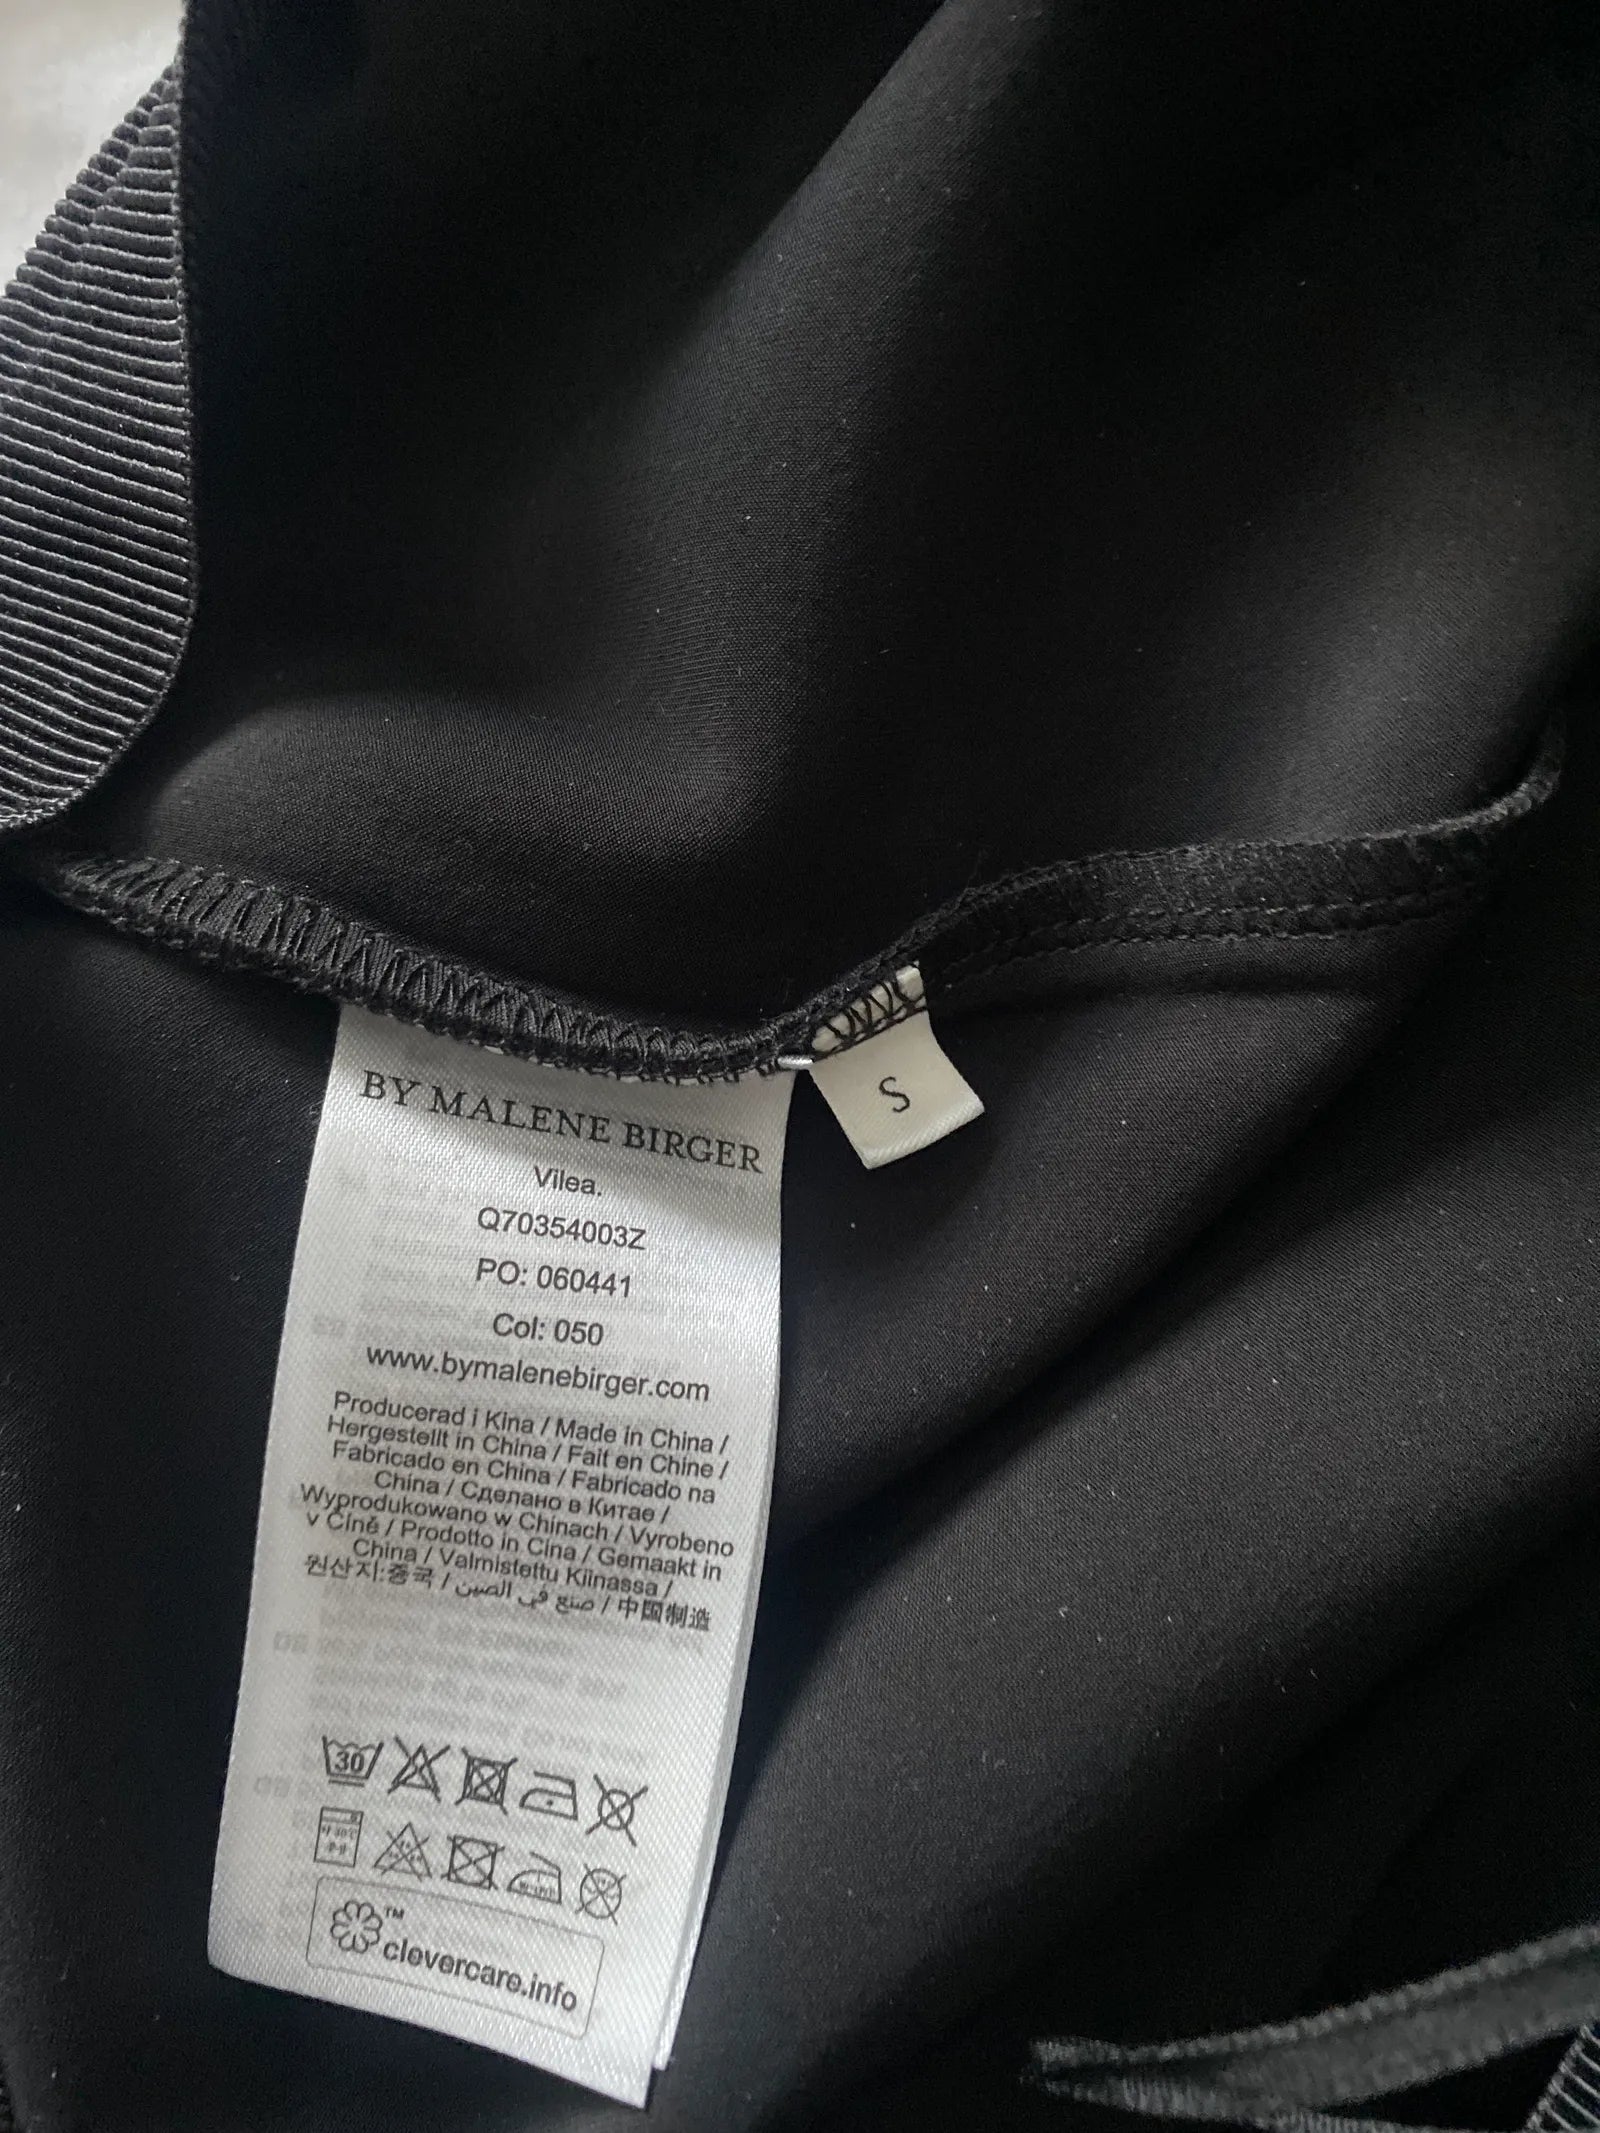 BY MALENE BIRGER
S
Vilea.
Q70354003Z
PO: 060441
Col: 050
www.bymalenebirger.com
Producerad i Kina / Made in China /
Hergestellt in China / Fait en Chine /
Fabricado en China / Fabricado na
China / Сделано в Китае /
Wyprodukowano w Chinach / Vyrobeno
v Číně / Prodotto in Cina / Gemaakt in
China / Valmistettu Kiinassa /
원산지:중국 / صنع في الصين / 中国制造
30
™
clevercare.info